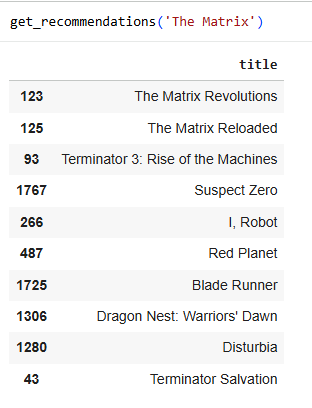 get_recommendations('The Matrix')
title
123 The Matrix Revolutions
125 The Matrix Reloaded
93 Terminator 3: Rise of the Machines
1767 Suspect Zero
266 I, Robot
487 Red Planet
1725 Blade Runner
1306 Dragon Nest: Warriors' Dawn
1280 Disturbia
43 Terminator Salvation